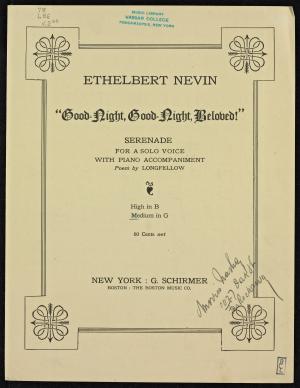 MUSIC LIBRARY
VASSAR COLLEGE
POUGHKEEPSIE, NEW YORK
ETHELBERT NEVIN
"Good-Night, Good-Night, Beloved!"
SERENADE
FOR A SOLO VOICE
WITH PIANO ACCOMPANIMENT
Poem by LONGFELLOW
High in B
Medium in G
60 Cents net
NEW YORK : G. SCHIRMER
BOSTON : THE BOSTON MUSIC CO.